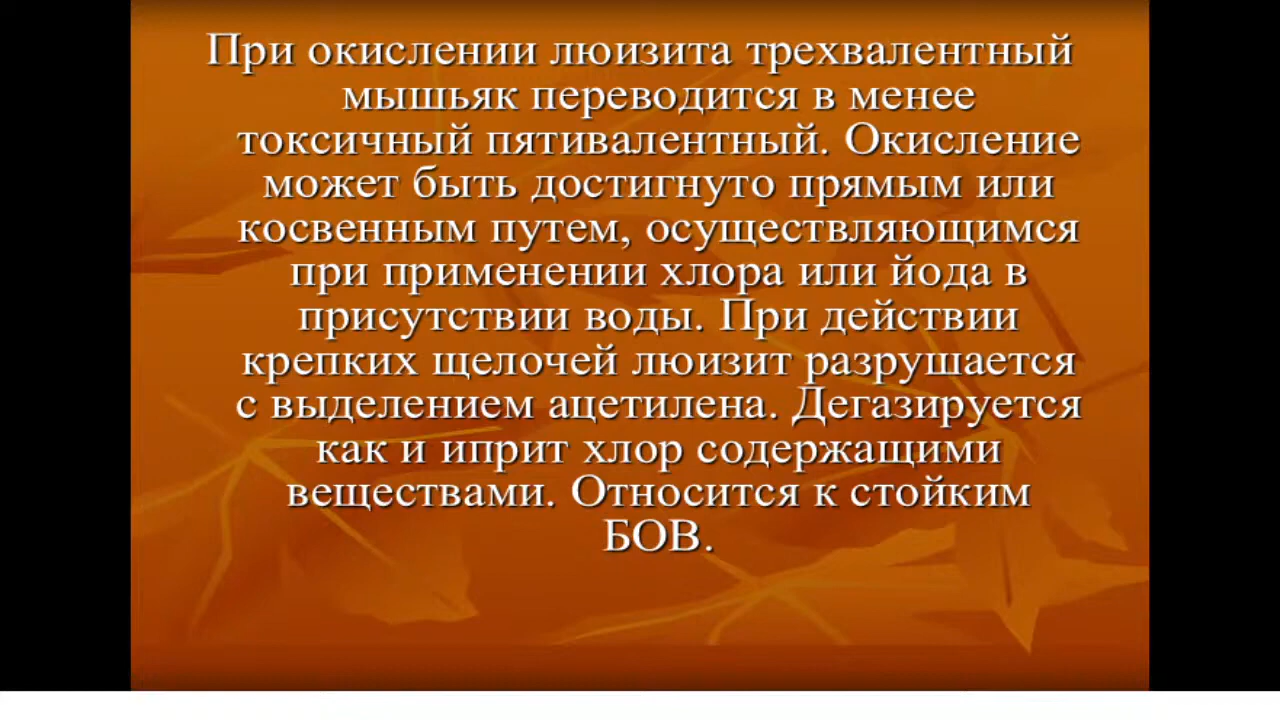 При окислении люизита трехвалентный
мышьяк переводится в менее
токсичный пятивалентный. Окисление
может быть достигнуто прямым или
косвенным путем, осуществляющимся
при применении хлора или йода в
присутствии воды. При действии
крепких щелочей люизит разрушается
с выделением ацетилена. Дегазируется
как и иприт хлор содержащими
веществами. Относится к стойким
БОВ.